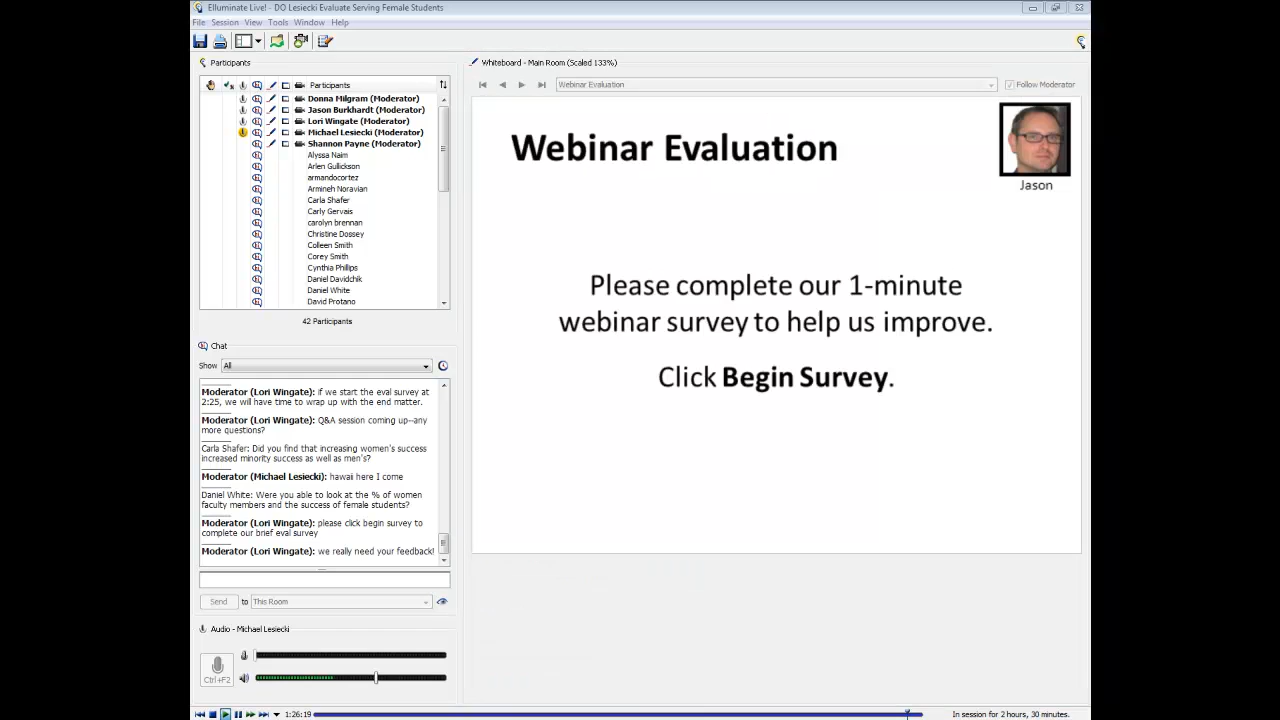 Elluminate Live! - DO Lesiecki Evaluate Serving Female Students
File Session View Tools Window Help
Participants
Participants
Donna Milgram (Moderator)
Jason Burkhardt (Moderator)
Lori Wingate (Moderator)
Michael Lesiecki (Moderator)
Shannon Payne (Moderator)
Alyssa Naim
Arlen Gullickson
armandocortez
Armineh Noravian
Carla Shafer
Carly Gervais
carolyn brennan
Christine Dossey
Colleen Smith
Corey Smith
Cynthia Phillips
Daniel Davidchik
Daniel White
David Protano
42 Participants
Chat
Show All
Moderator (Lori Wingate): if we start the eval survey at
2:25, we will have time to wrap up with the end matter.
Moderator (Lori Wingate): Q&A session coming up--any
more questions?
Carla Shafer: Did you find that increasing women's success
increased minority success as well as men's?
Moderator (Michael Lesiecki): hawaii here I come
Daniel White: Were you able to look at the % of women
faculty members and the success of female students?
Moderator (Lori Wingate): please click begin survey to
complete our brief eval survey
Moderator (Lori Wingate): we really need your feedback!
Send to This Room
Audio - Michael Lesiecki
Ctrl+F2
1:26:19
Whiteboard - Main Room (Scaled 133%)
Webinar Evaluation
Follow Moderator
Webinar Evaluation
Jason
Please complete our 1-minute
webinar survey to help us improve.
Click Begin Survey.
In session for 2 hours, 30 minutes.